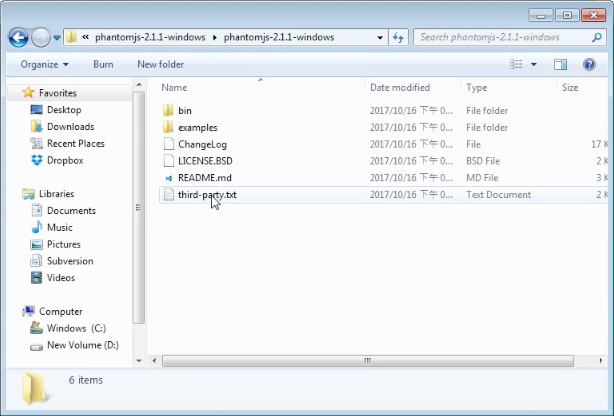 « phantomjs-2.1.1-windows phantomjs-2.1.1-windows Search phantomjs-2.1.1-windows
Organize Burn New folder
Name Date modified Type Size
Favorites
Desktop
Downloads
Recent Places
Dropbox
Libraries
Documents
Music
Pictures
Subversion
Videos
Computer
Windows (C:)
New Volume (D:)
bin 2017/10/16 下午 0... File folder
examples 2017/10/16 下午 0... File folder
ChangeLog 2017/10/16 下午 0... File 17 K
LICENSE.BSD 2017/10/16 下午 0... BSD File 2 K
README.md 2017/10/16 下午 0... MD File 3 K
third-party.txt 2017/10/16 下午 0... Text Document 2 K
6 items